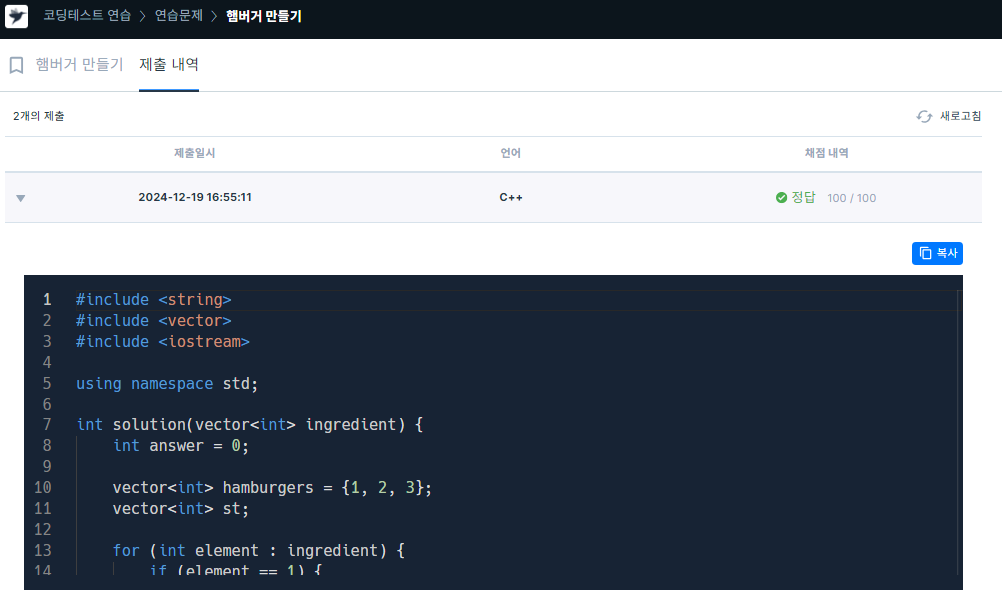 코딩테스트 연습 > 연습문제 > 햄버거 만들기
햄버거 만들기 제출 내역
2개의 제출 새로고침
제출일시 언어 채점 내역
2024-12-19 16:55:11 C++ 정답 100 / 100
복사
1 #include <string>
2 #include <vector>
3 #include <iostream>
4
5 using namespace std;
6
7 int solution(vector<int> ingredient) {
8     int answer = 0;
9
10     vector<int> hamburgers = {1, 2, 3};
11     vector<int> st;
12
13     for (int element : ingredient) {
14         if (element == 1) {